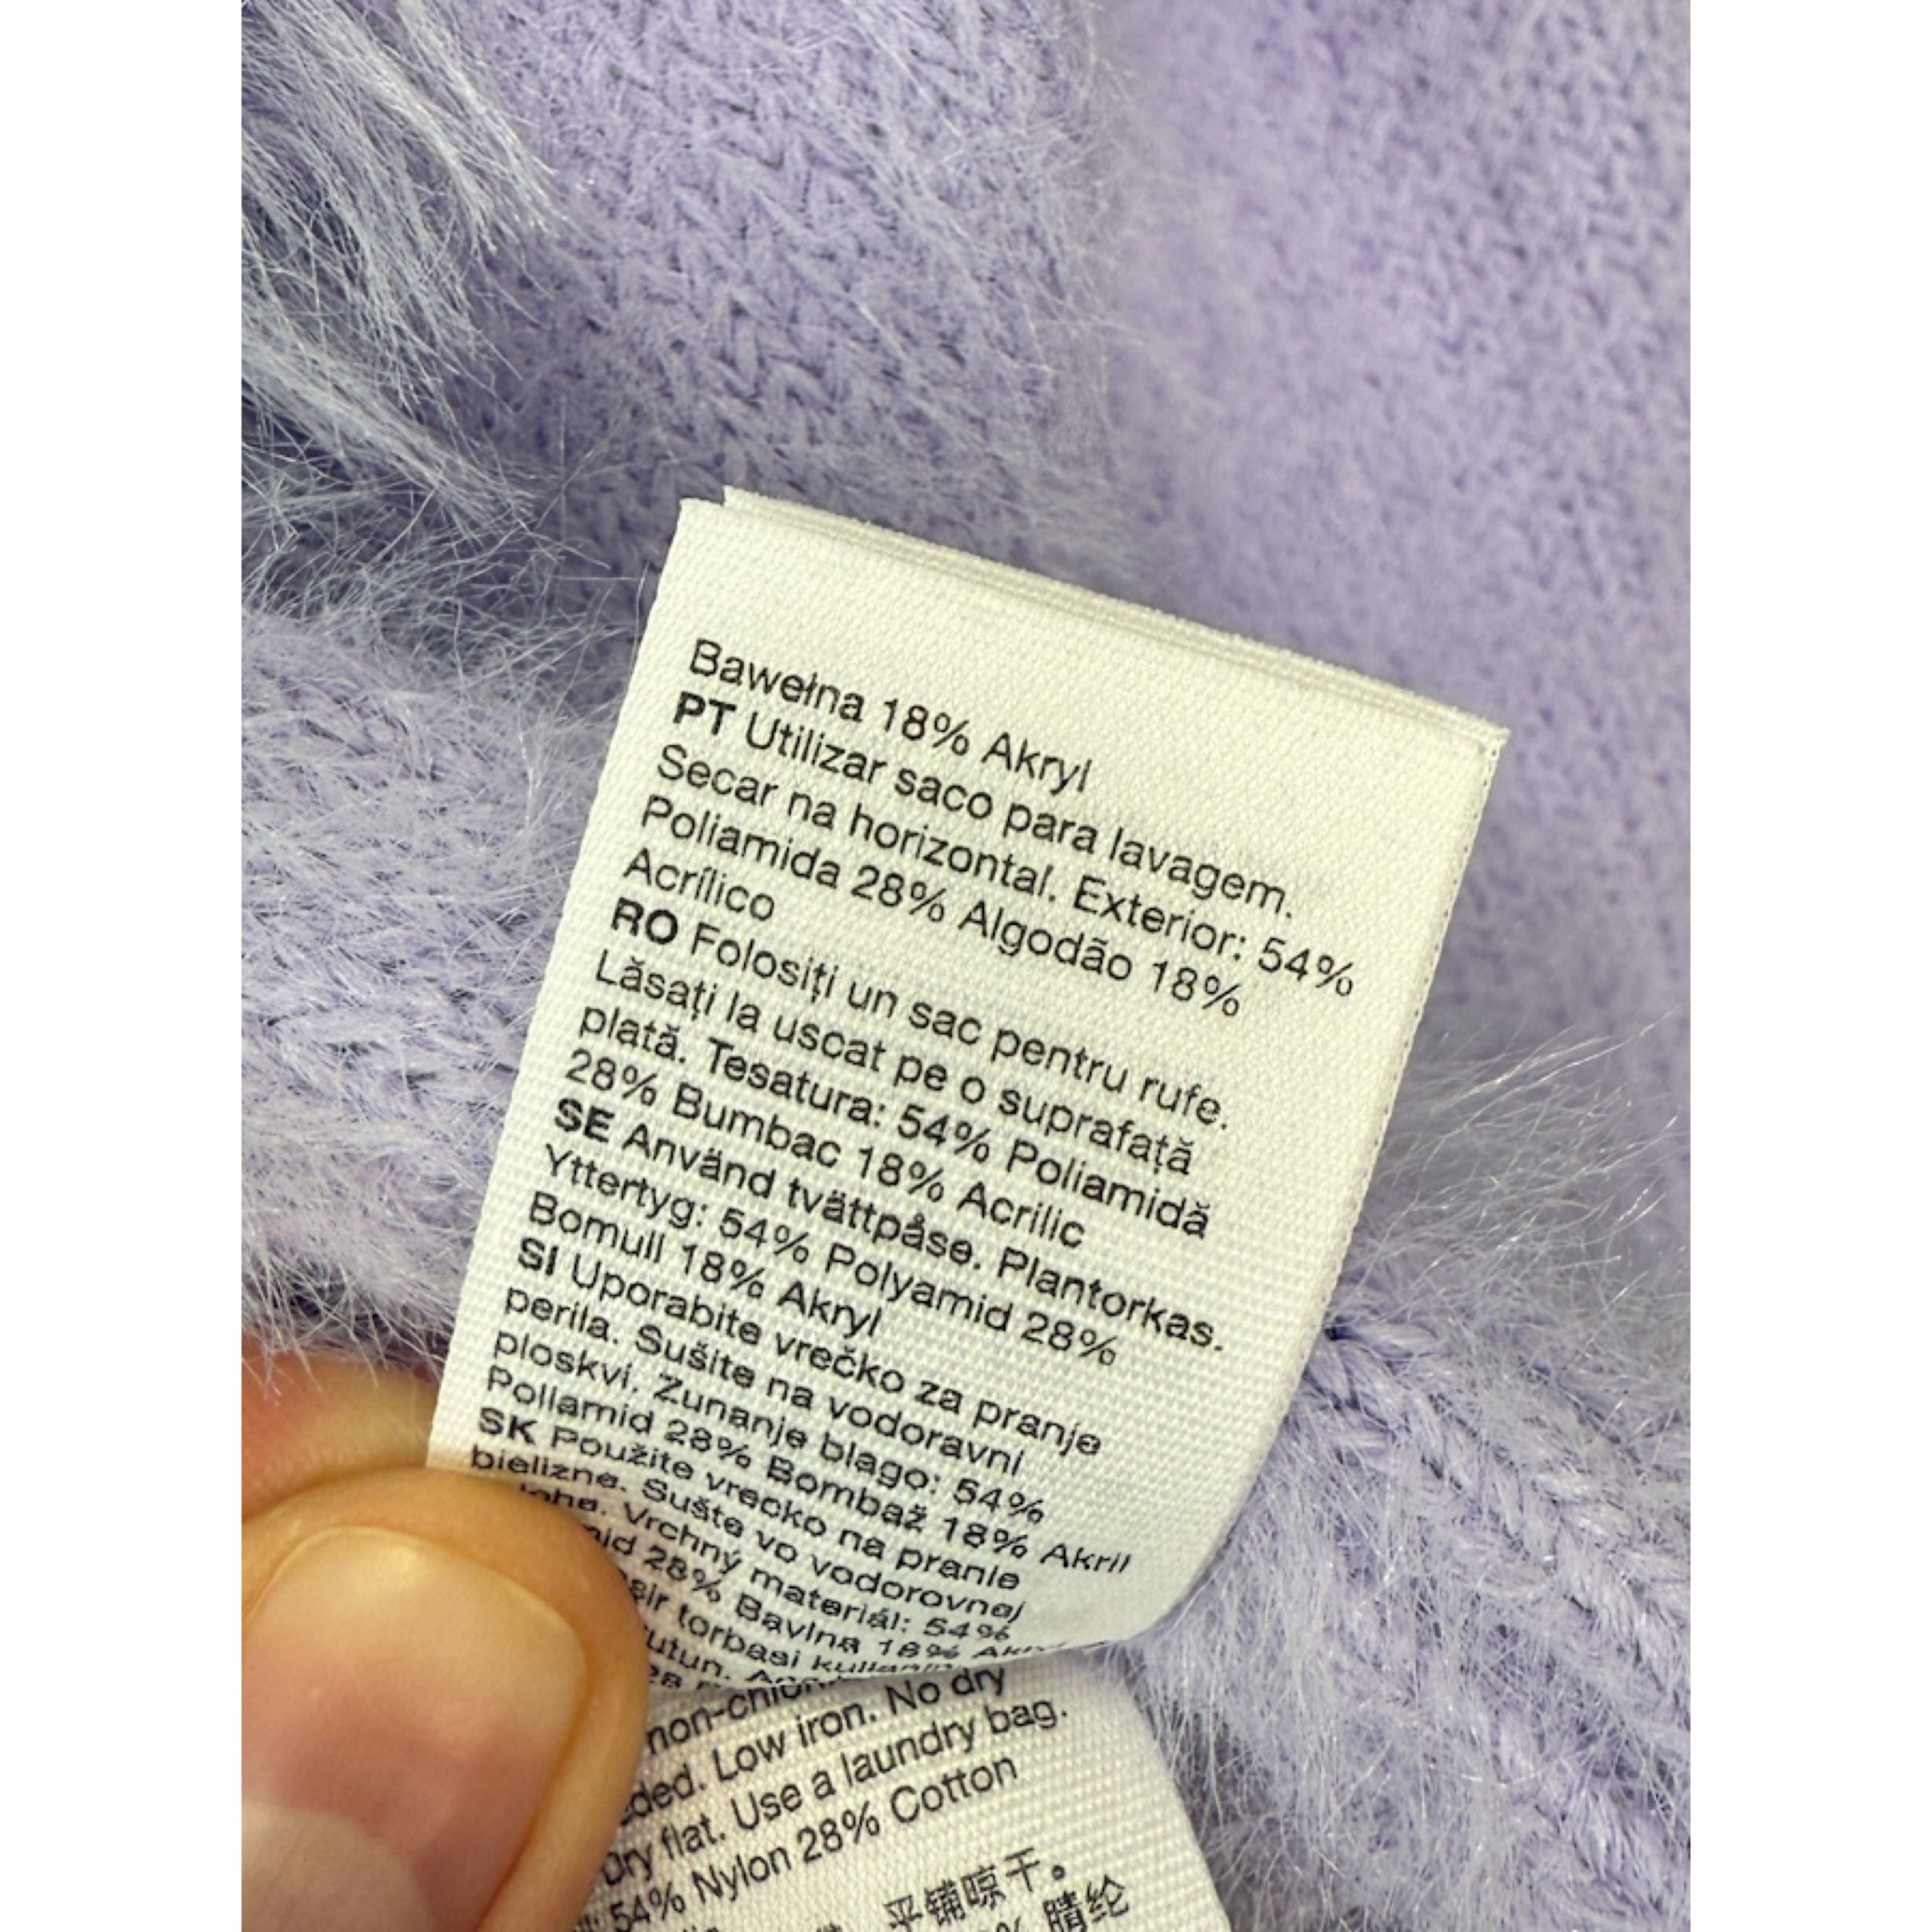 Bawełna 18% Akryl
PT Utilizar saco para lavagem.
Secar na horizontal. Exterior: 54%
Poliamida 28% Algodão 18%
Acrílico
RO Folosiți un sac pentru rufe.
Lăsați la uscat pe o suprafață
plată. Tesatura: 54% Poliamidă
28% Bumbac 18% Acrilic
SE Använd tvättpåse. Plantorkas.
Yttertyg: 54% Polyamid 28%
Bomull 18% Akryl
SI Uporabite vrečko za pranje
perila. Sušite na vodoravni
ploskvi. Zunanje blago: 54%
Poliamid 28% Bombaž 18% Akril
SK Použite vrecko na pranie
bielizne. Sušte vo vodorovnej
Vrchný materiál: 54%
28% Bavlna 18%
torbasi
non-chlor
Low iron. No dry
Dry flat. Use a laundry bag.
54% Nylon 28% Cotton
平铺晾干。
腈纶